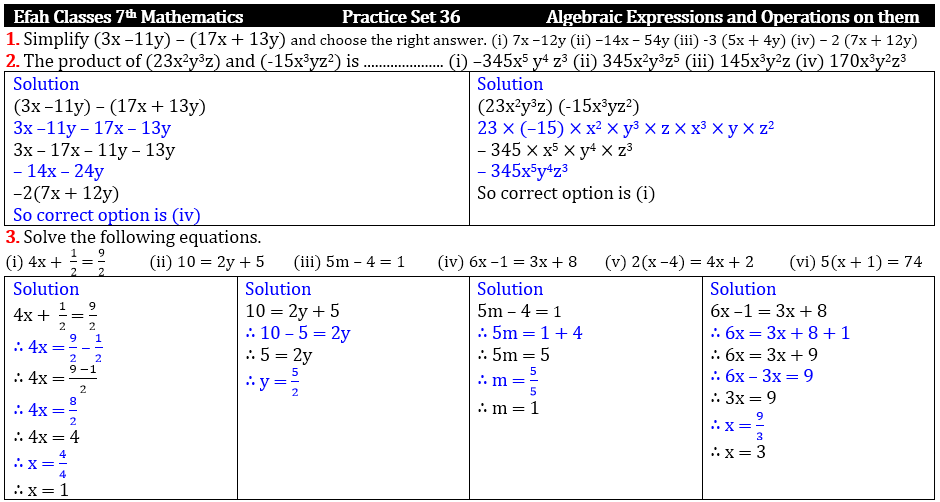 Efah Classes 7th Mathematics Practice Set 36 Algebraic Expressions and Operations on them
1. Simplify (3x –11y) – (17x + 13y) and choose the right answer. (i) 7x –12y (ii) –14x – 54y (iii) -3 (5x + 4y) (iv) – 2 (7x + 12y)
2. The product of (23x²y³z) and (-15x³yz²) is ..................... (i) –345x⁵ y⁴ z³ (ii) 345x²y³z⁵ (iii) 145x³y²z (iv) 170x³y²z³
Solution
(3x –11y) – (17x + 13y)
3x –11y – 17x – 13y
3x – 17x – 11y – 13y
– 14x – 24y
–2(7x + 12y)
So correct option is (iv)
Solution
(23x²y³z) (-15x³yz²)
23 × (–15) × x² × y³ × z × x³ × y × z²
– 345 × x⁵ × y⁴ × z³
– 345x⁵y⁴z³
So correct option is (i)
3. Solve the following equations.
(i) 4x + 1/2 = 9/2 (ii) 10 = 2y + 5 (iii) 5m – 4 = 1 (iv) 6x –1 = 3x + 8 (v) 2(x –4) = 4x + 2 (vi) 5(x + 1) = 74
Solution
4x + 1/2 = 9/2
∴ 4x = 9/2 – 1/2
∴ 4x = (9 –1)/2
∴ 4x = 8/2
∴ 4x = 4
∴ x = 4/4
∴ x = 1
Solution
10 = 2y + 5
∴ 10 – 5 = 2y
∴ 5 = 2y
∴ y = 5/2
Solution
5m – 4 = 1
∴ 5m = 1 + 4
∴ 5m = 5
∴ m = 5/5
∴ m = 1
Solution
6x –1 = 3x + 8
∴ 6x = 3x + 8 + 1
∴ 6x = 3x + 9
∴ 6x – 3x = 9
∴ 3x = 9
∴ x = 9/3
∴ x = 3